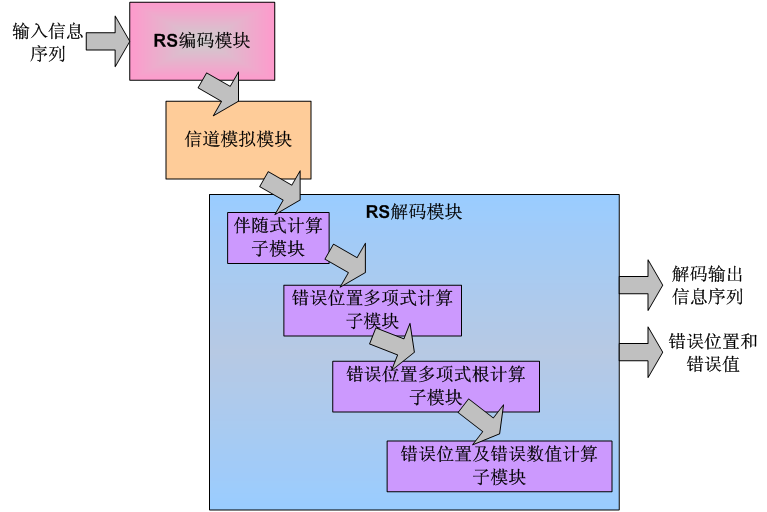 输入信息
序列
RS编码模块
信道模拟模块
RS解码模块
伴随式计算
子模块
错误位置多项式计算
子模块
错误位置多项式根计算
子模块
错误位置及错误数值计算
子模块
解码输出
信息序列
错误位置和
错误值